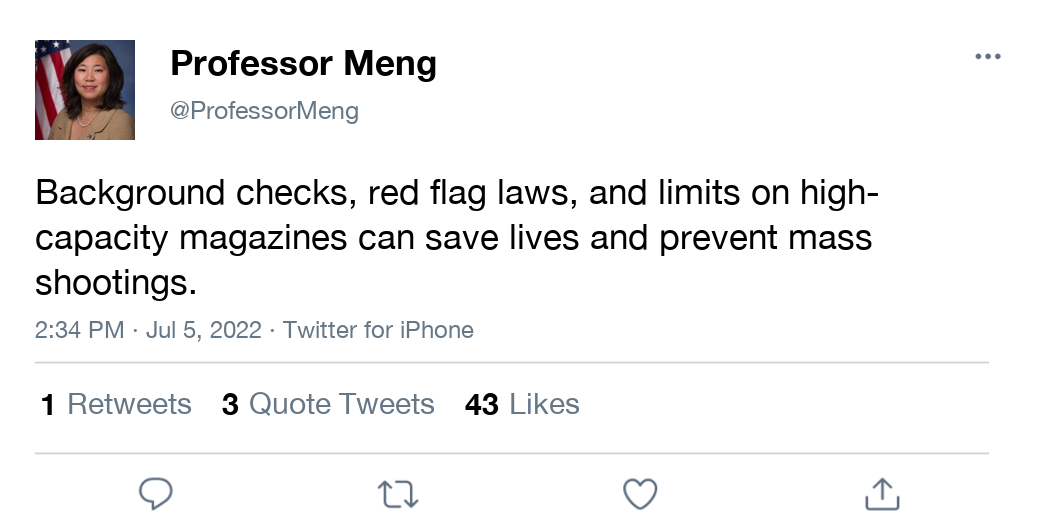 Professor Meng
@ProfessorMeng
Background checks, red flag laws, and limits on high-
capacity magazines can save lives and prevent mass
shootings.
2:34 PM · Jul 5, 2022 · Twitter for iPhone
1 Retweets 3 Quote Tweets 43 Likes